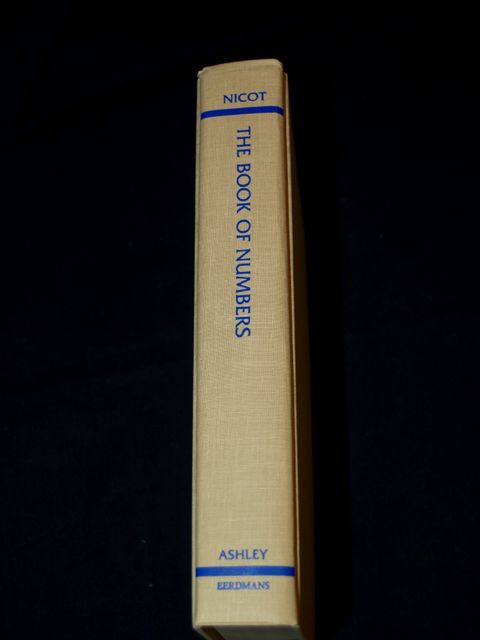 NICOT
THE BOOK OF NUMBERS
ASHLEY
EERDMANS